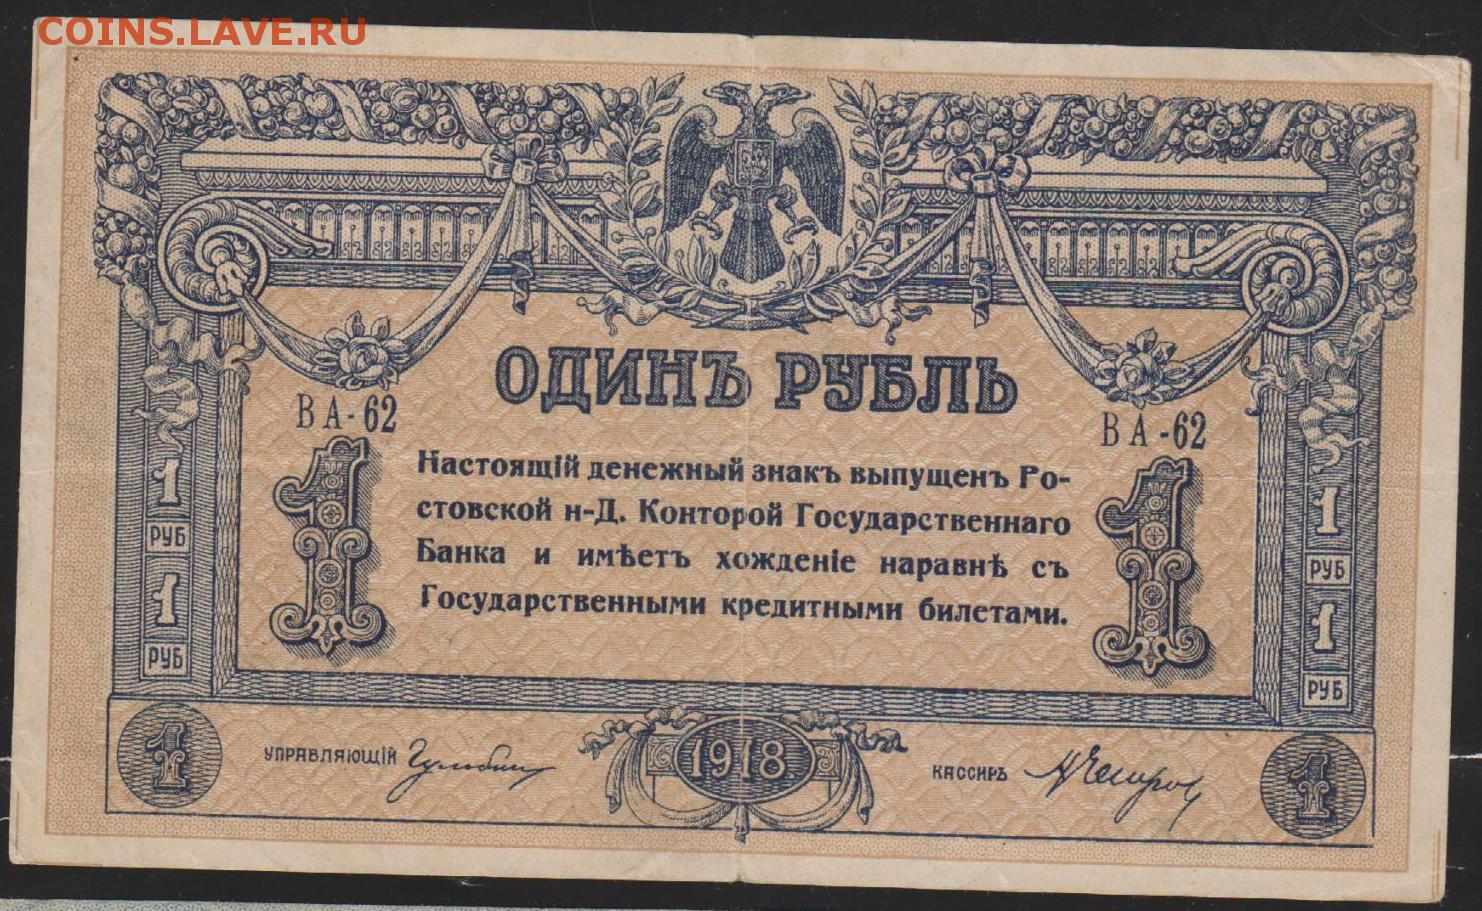 COINS.LAVE.RU
ОДИНЪ РУБЛЬ
ВА-62
ВА-62
1
1
Настоящій денежный знакъ выпущенъ Ро-
стовской н-Д. Конторой Государственнаго
Банка и имѣетъ хожденіе наравнѣ съ
Государственными кредитными билетами.
1
РУБ
1
РУБ
1
РУБ
1
РУБ
1
УПРАВЛЯЮЩІЙ
1918
КАССИРЪ
1